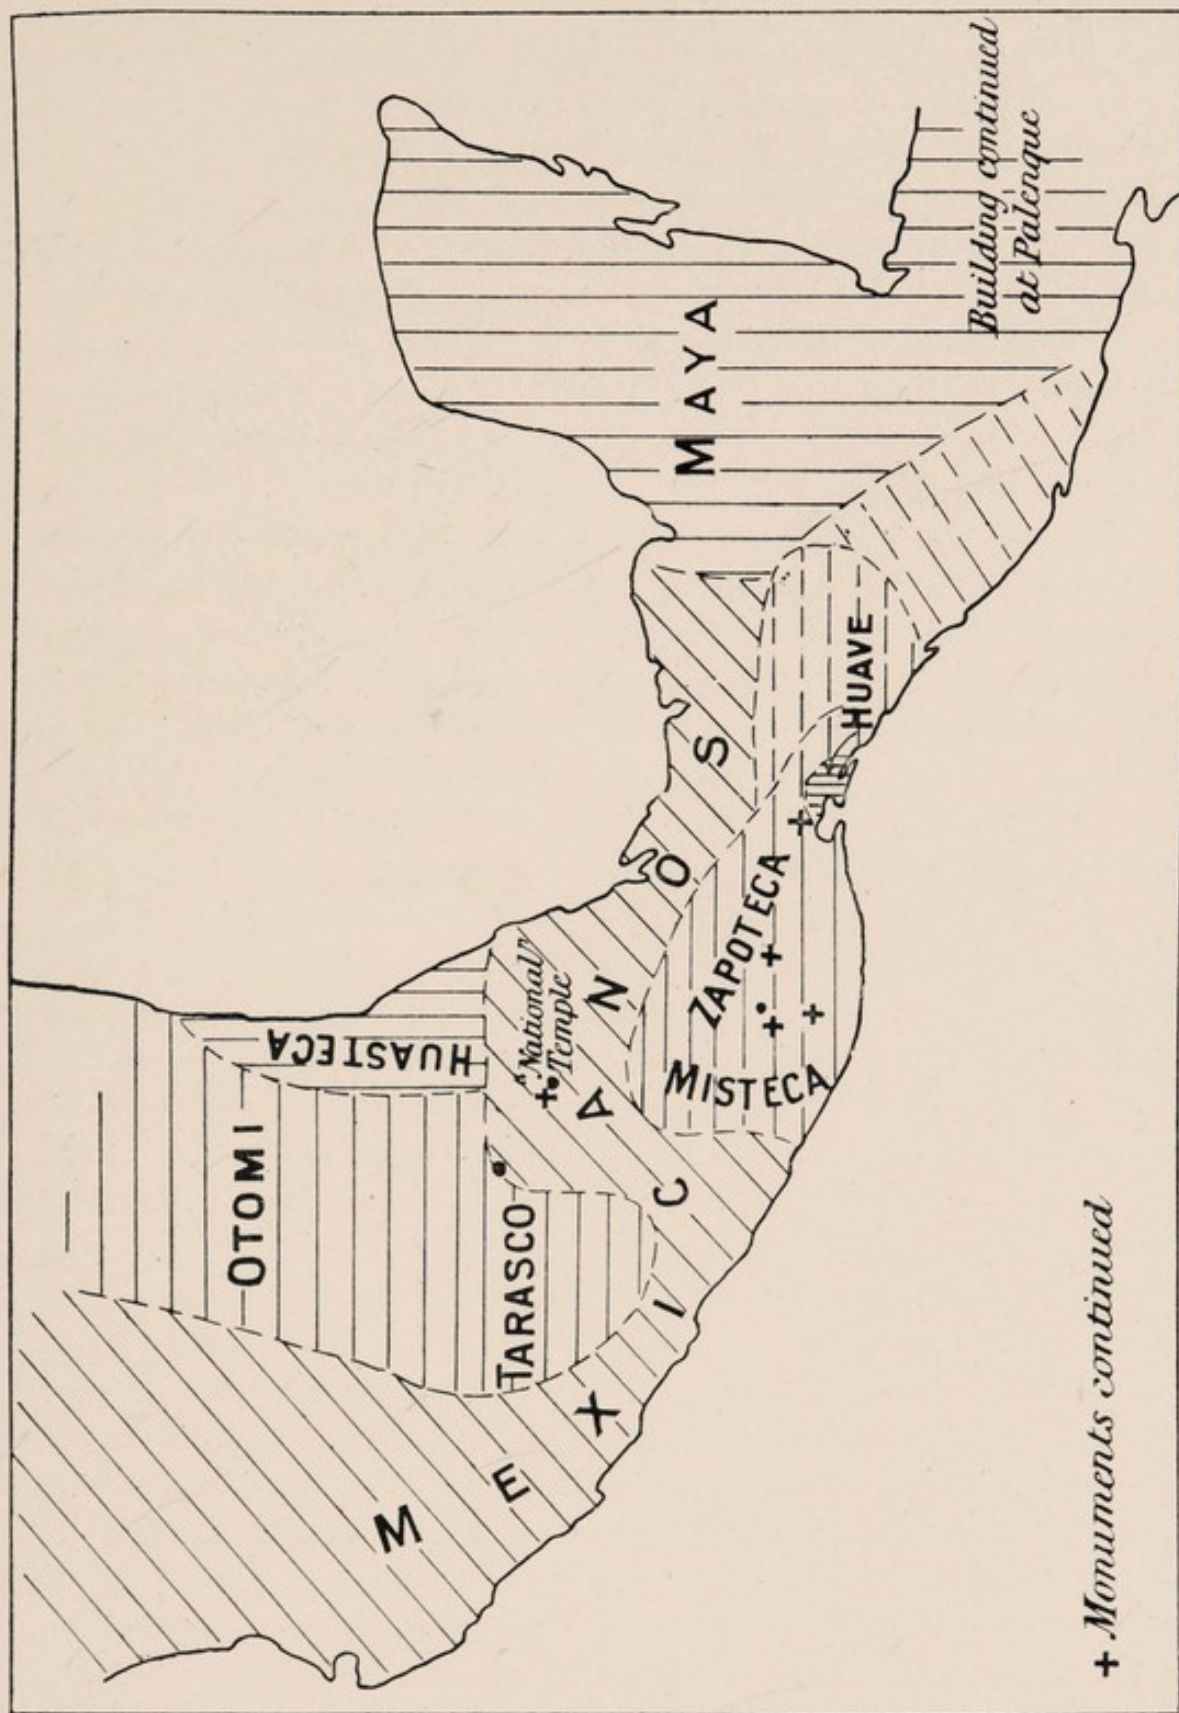 OTOMI
HUASTECA
TARASCO
"National"
Temple
MEXICANOS
MISTECA
ZAPOTECA
HUAVE
MAYA
Building continued
at Palenque
+ Monuments continued